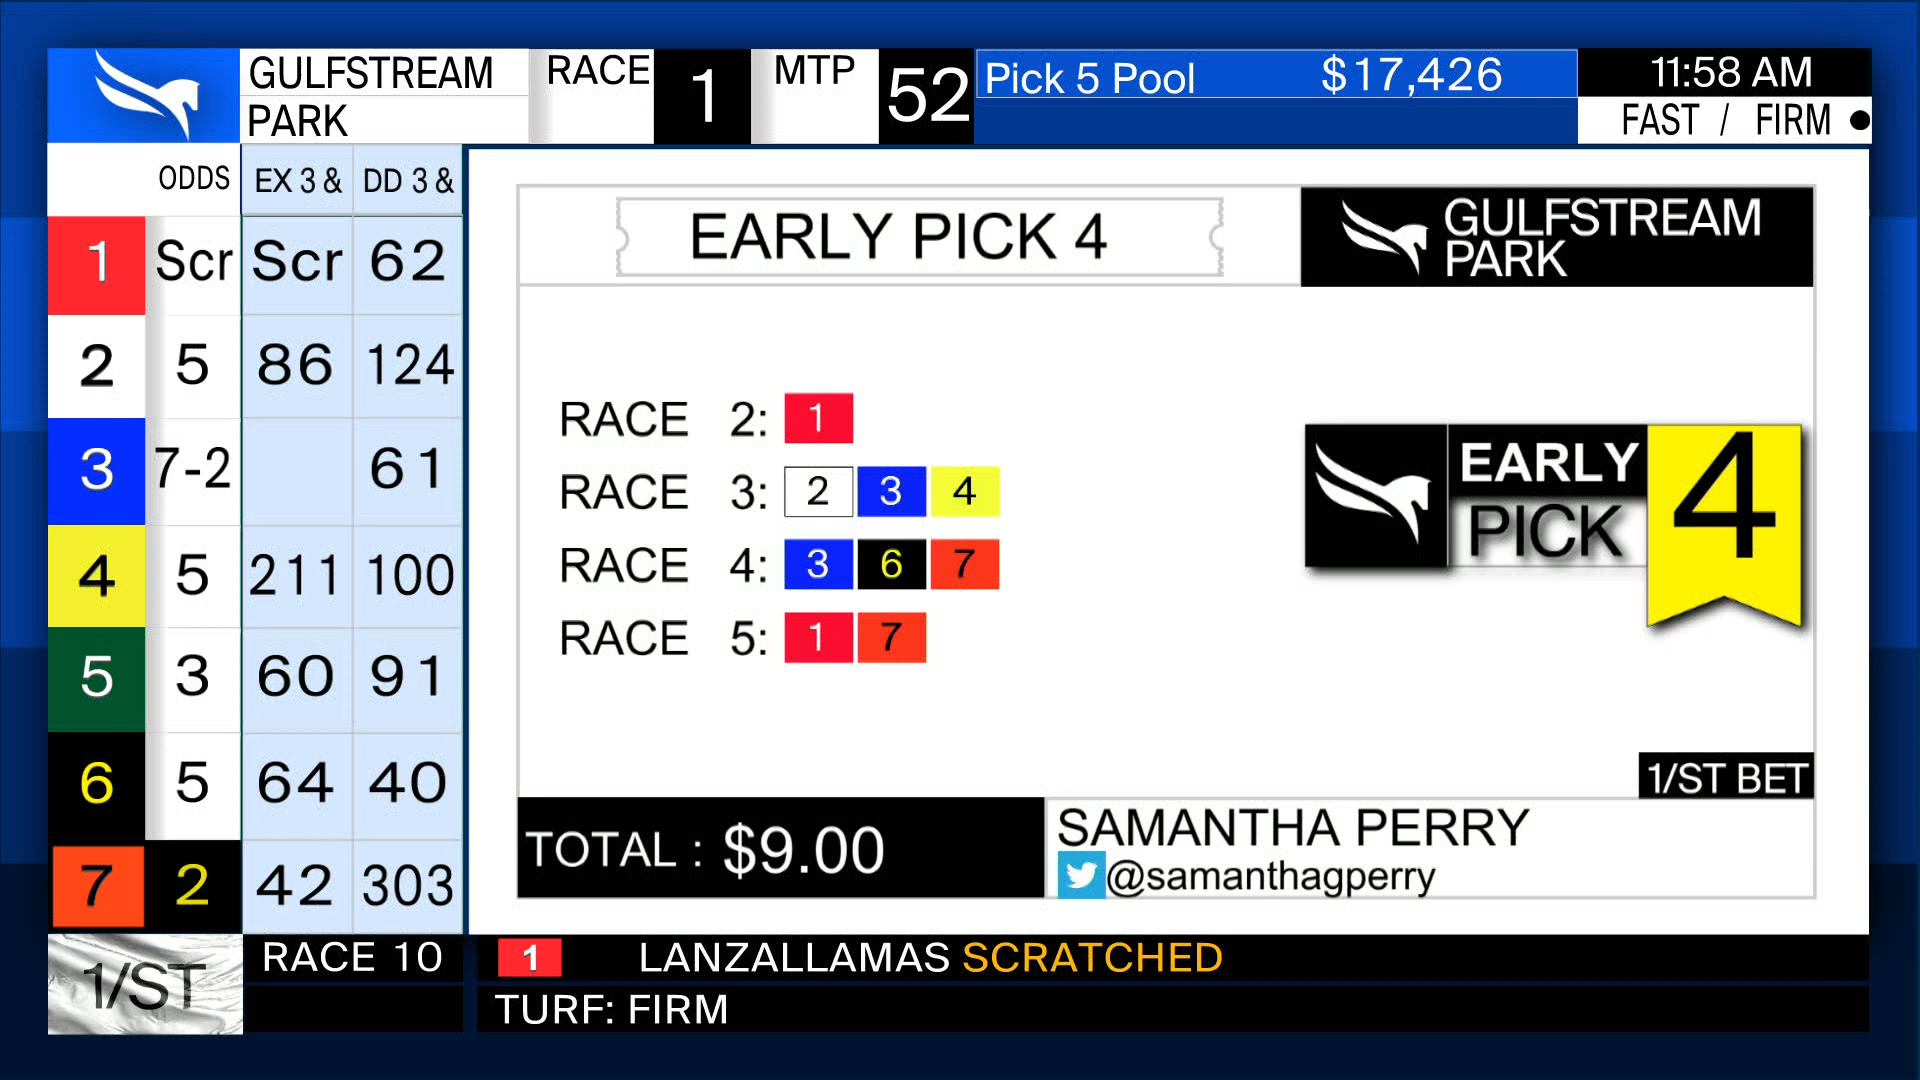 GULFSTREAM PARK RACE 1 MTP 52 Pick 5 Pool $17,426 11:58 AM
FAST / FIRM
ODDS EX 3 & DD 3 &
1 Scr Scr 62
2 5 86 124
3 7-2 61
4 5 211 100
5 3 60 91
6 5 64 40
7 2 42 303
EARLY PICK 4
GULFSTREAM
PARK
RACE 2: 1
RACE 3: 2 3 4
RACE 4: 3 6 7
RACE 5: 1 7
EARLY
PICK
4
1/ST BET
TOTAL : $9.00
SAMANTHA PERRY
@samanthagperry
1/ST
RACE 10 1 LANZALLAMAS SCRATCHED
TURF: FIRM